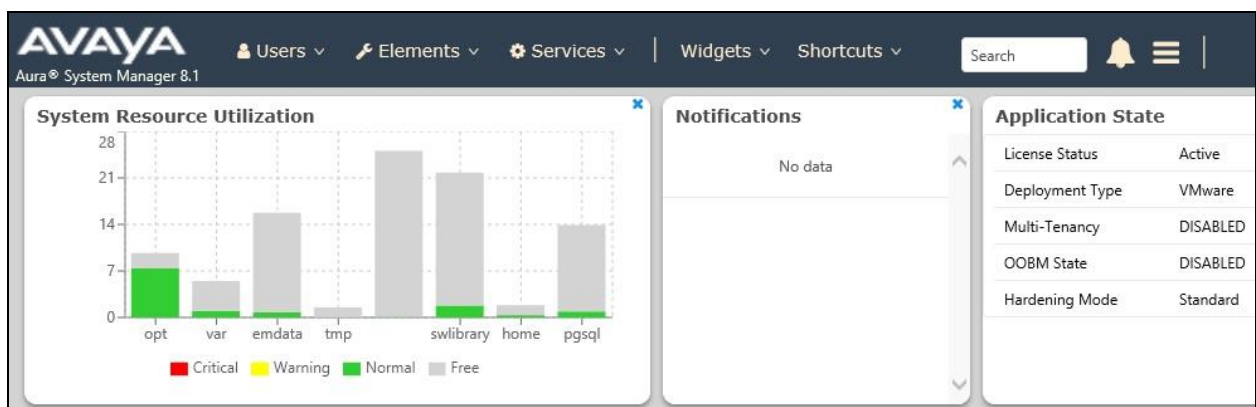 AVAYA
Aura® System Manager 8.1
Users
Elements
Services
Widgets
Shortcuts
Search
System Resource Utilization
28
21
14
7
0
opt var emdata tmp swlibrary home pgsql
Critical Warning Normal Free
Notifications
No data
Application State
License Status Active
Deployment Type VMware
Multi-Tenancy DISABLED
OOBM State DISABLED
Hardening Mode Standard